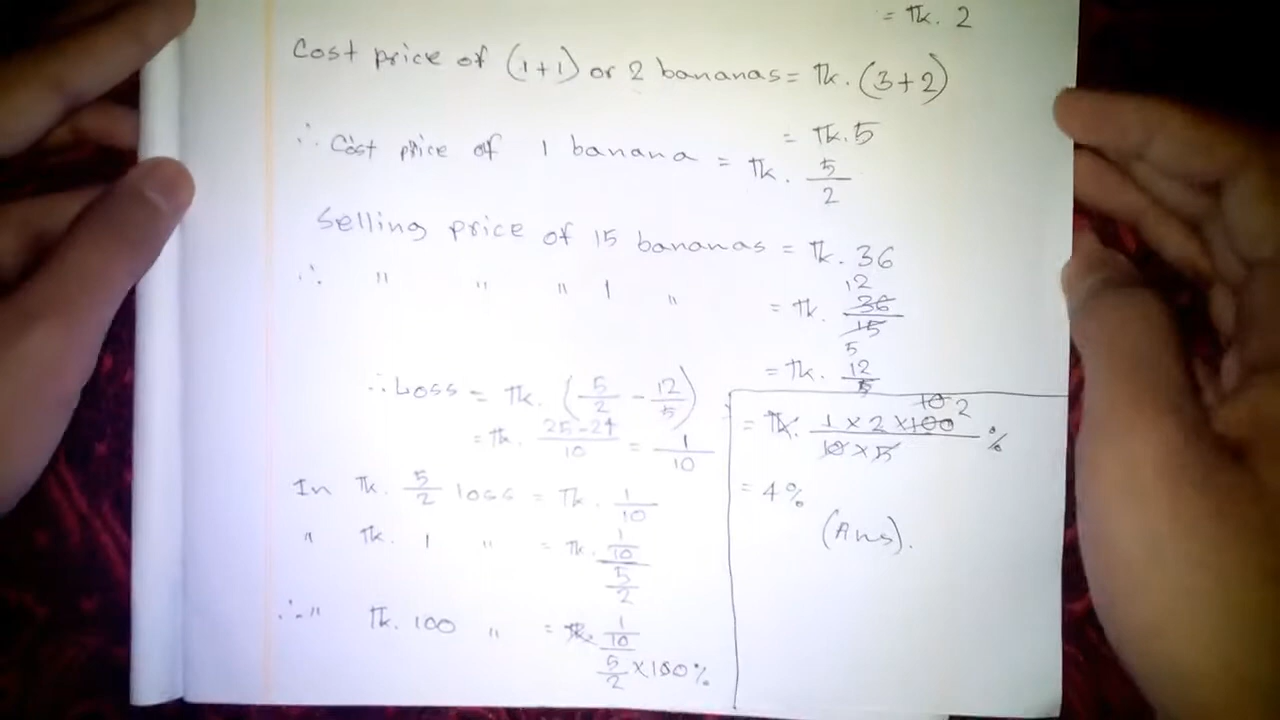 = Tk. 2
Cost price of (1+1) or 2 bananas = Tk. (3+2)
= Tk. 5
∴ Cost price of 1 banana = Tk. 5/2
Selling price of 15 bananas = Tk. 36
∴ " " " 1 " = Tk. 36/15 12 5
= Tk. 12/5
∴ Loss = Tk. (5/2 - 12/5)
= Tk. 25-24/10 = 1/10
In Tk. 5/2 loss = Tk. 1/10
" Tk. 1 " = Tk. 1/10 / 5/2
∴ " Tk. 100 " = Tk. 1/10 / 5/2 ×100%
= Tk. 1 × 2 × 100 / 10 × 5 % 10 2
= 4%
(Ans).